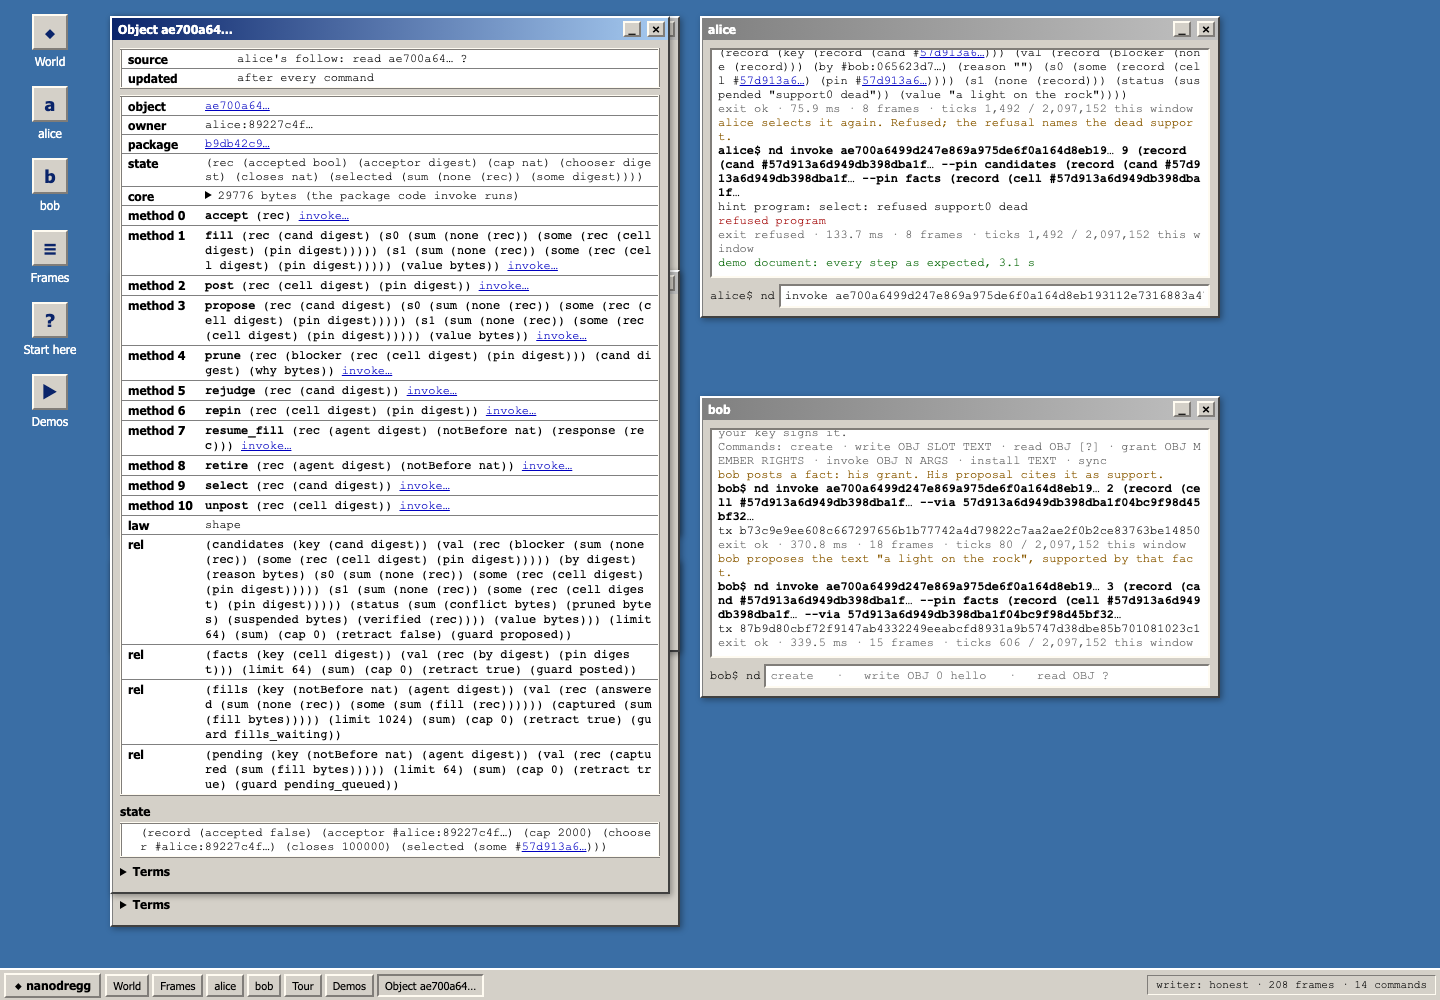 World
alice
bob
Frames
Start here
Demos
Object ae700a64…
source alice's follow: read ae700a64… ?
updated after every command
object ae700a64…
owner alice:89227c4f…
package b9db42c9…
state (rec (accepted bool) (acceptor digest) (cap nat) (chooser dige
st) (closes nat) (selected (sum (none (rec)) (some digest))))
core ▶ 29776 bytes (the package code invoke runs)
method 0 accept (rec) invoke…
method 1 fill (rec (cand digest) (s0 (sum (none (rec)) (some (rec (cell
digest) (pin digest))))) (s1 (sum (none (rec)) (some (rec (cel
l digest) (pin digest))))) (value bytes)) invoke…
method 2 post (rec (cell digest) (pin digest)) invoke…
method 3 propose (rec (cand digest) (s0 (sum (none (rec)) (some (rec (c
ell digest) (pin digest))))) (s1 (sum (none (rec)) (some (rec
(cell digest) (pin digest))))) (value bytes)) invoke…
method 4 prune (rec (blocker (rec (cell digest) (pin digest))) (cand di
gest) (why bytes)) invoke…
method 5 rejudge (rec (cand digest)) invoke…
method 6 repin (rec (cell digest) (pin digest)) invoke…
method 7 resume_fill (rec (agent digest) (notBefore nat) (response (re
c))) invoke…
method 8 retire (rec (agent digest) (notBefore nat)) invoke…
method 9 select (rec (cand digest)) invoke…
method 10 unpost (rec (cell digest)) invoke…
law shape
rel (candidates (key (cand digest)) (val (rec (blocker (sum (none
(rec)) (some (rec (cell digest) (pin digest))))) (by digest)
(reason bytes) (s0 (sum (none (rec)) (some (rec (cell digest)
(pin digest))))) (s1 (sum (none (rec)) (some (rec (cell diges
t) (pin digest))))) (status (sum (conflict bytes) (pruned byte
s) (suspended bytes) (verified (rec)))) (value bytes))) (limit
64) (sum) (cap 0) (retract false) (guard proposed))
rel (facts (key (cell digest)) (val (rec (by digest) (pin diges
t))) (limit 64) (sum) (cap 0) (retract true) (guard posted))
rel (fills (key (notBefore nat) (agent digest)) (val (rec (answere
d (sum (none (rec)) (some (sum (fill (rec)))))) (captured (sum
(fill bytes))))) (limit 1024) (sum) (cap 0) (retract true) (gu
ard fills_waiting))
rel (pending (key (notBefore nat) (agent digest)) (val (rec (captu
red (sum (fill bytes))))) (limit 64) (sum) (cap 0) (retract tr
ue) (guard pending_queued))
state
(record (accepted false) (acceptor #alice:89227c4f…) (cap 2000) (choose
r #alice:89227c4f…) (closes 100000) (selected (some #57d913a6…)))
▶ Terms
▶ Terms
alice
(record (key (record (cand #57d913a6…))) (val (record (blocker (non
e (record))) (by #bob:065623d7…) (reason "") (s0 (some (record (cel
l #57d913a6…) (pin #57d913a6…)))) (s1 (none (record))) (status (sus
pended "support0 dead")) (value "a light on the rock"))))
exit ok · 75.9 ms · 8 frames · ticks 1,492 / 2,097,152 this window
alice selects it again. Refused; the refusal names the dead suppor
t.
alice$ nd invoke ae700a6499d247e869a975de6f0a164d8eb19… 9 (record
(cand #57d913a6d949db398dba1f… --pin candidates (record (cand #57d9
13a6d949db398dba1f… --pin facts (record (cell #57d913a6d949db398dba
1f…
hint program: select: refused support0 dead
refused program
exit refused · 133.7 ms · 8 frames · ticks 1,492 / 2,097,152 this w
indow
demo document: every step as expected, 3.1 s
alice$ nd invoke ae700a6499d247e869a975de6f0a164d8eb193112e7316883a4
bob
your key signs it.
Commands: create · write OBJ SLOT TEXT · read OBJ [?] · grant OBJ M
EMBER RIGHTS · invoke OBJ N ARGS · install TEXT · sync
bob posts a fact: his grant. His proposal cites it as support.
bob$ nd invoke ae700a6499d247e869a975de6f0a164d8eb19… 2 (record (ce
ll #57d913a6d949db398dba1f… --via 57d913a6d949db398dba1f04bc9f98d45
bf32…
tx b73c9e9ee608c667297656b1b77742a4d79822c7aa2ae2f0b2ce83763be14850
exit ok · 370.8 ms · 18 frames · ticks 80 / 2,097,152 this window
bob proposes the text "a light on the rock", supported by that fac
t.
bob$ nd invoke ae700a6499d247e869a975de6f0a164d8eb19… 3 (record (ca
nd #57d913a6d949db398dba1f… --pin facts (record (cell #57d913a6d949
db398dba1f… --via 57d913a6d949db398dba1f04bc9f98d45bf32…
tx 87b9d80cbf72f9147ab4332249eeabcfd8931a9b5747d38dbe85b701081023c1
exit ok · 339.5 ms · 15 frames · ticks 606 / 2,097,152 this window
bob$ nd create · write OBJ 0 hello · read OBJ ?
◆ nanodregg World Frames alice bob Tour Demos Object ae700a64… writer: honest · 208 frames · 14 commands